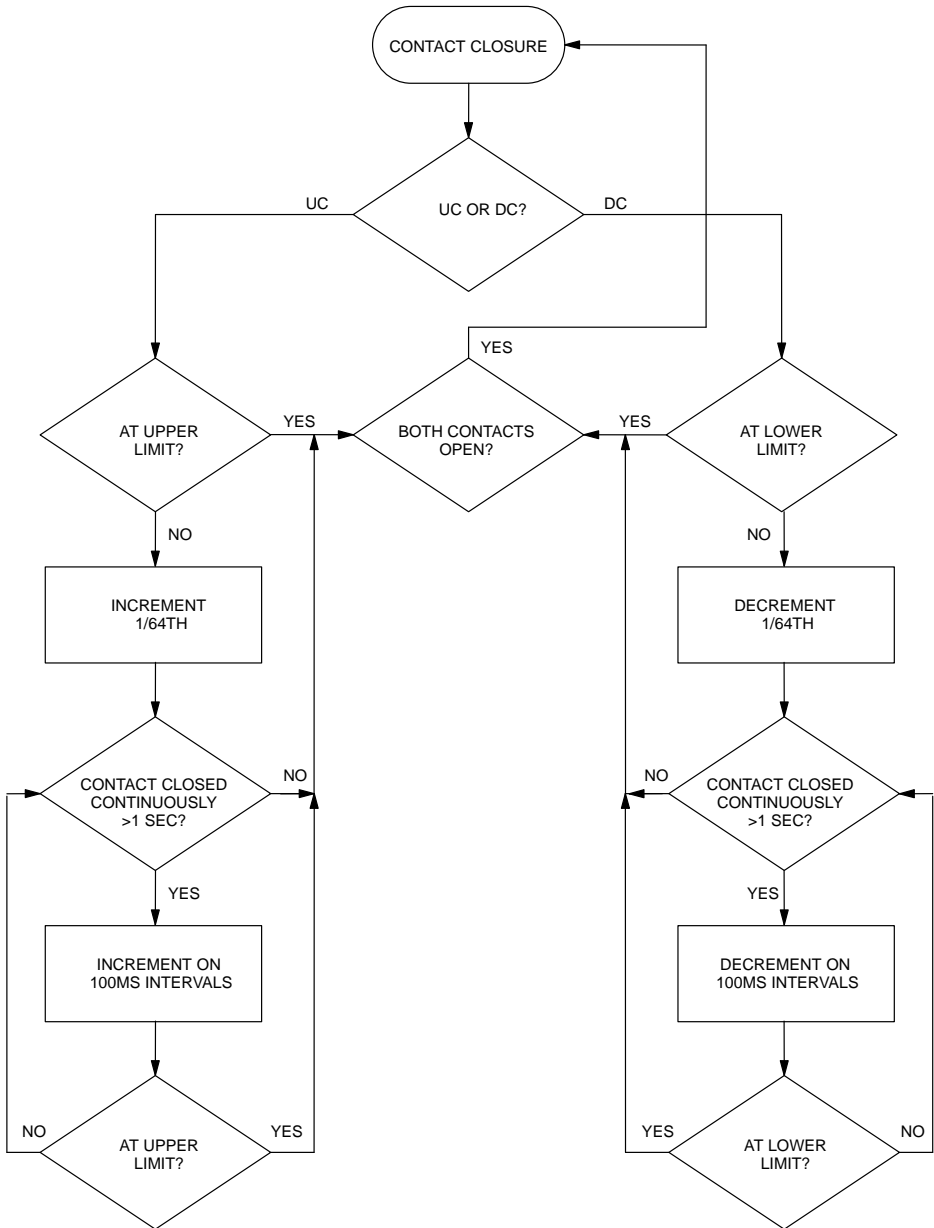 CONTACT CLOSURE
UC
UC OR DC?
DC
YES
AT UPPER
LIMIT?
YES
BOTH CONTACTS
OPEN?
YES
AT LOWER
LIMIT?
NO
NO
INCREMENT
1/64TH
DECREMENT
1/64TH
CONTACT CLOSED
CONTINUOUSLY
>1 SEC?
NO
NO
CONTACT CLOSED
CONTINUOUSLY
>1 SEC?
YES
YES
INCREMENT ON
100MS INTERVALS
DECREMENT ON
100MS INTERVALS
NO
AT UPPER
LIMIT?
YES
YES
AT LOWER
LIMIT?
NO